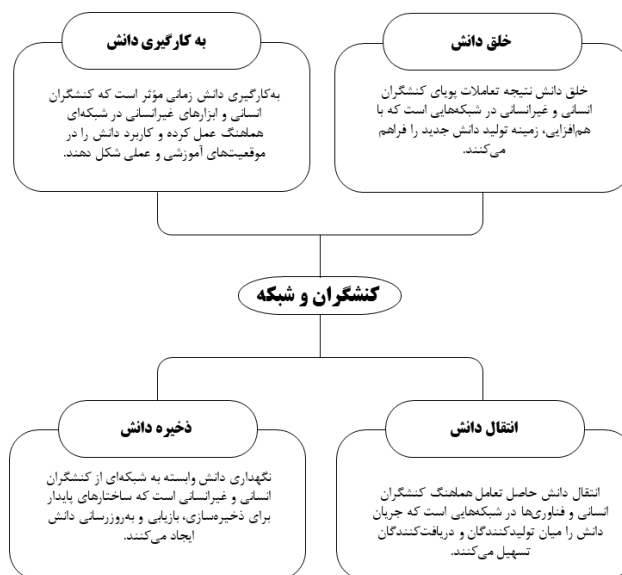 خلق دانش
خلق دانش نتیجه تعاملات پویای کنشگران
انسانی و غیرانسانی در شبکه‌هایی است که با
هم‌افزایی، زمینه تولید دانش جدید را فراهم
می‌کنند.
به کارگیری دانش
به‌کارگیری دانش زمانی مؤثر است که کنشگران
انسانی و ابزارهای غیرانسانی در شبکه‌ای
هماهنگ عمل کرده و کاربرد دانش را در
موقعیت‌های آموزشی و عملی شکل دهند.
کنشگران و شبکه
انتقال دانش
انتقال دانش حاصل تعامل هماهنگ کنشگران
انسانی و فناوری‌ها در شبکه‌هایی است که جریان
دانش را میان تولیدکنندگان و دریافت‌کنندگان
تسهیل می‌کنند.
ذخیره دانش
نگهداری دانش وابسته به شبکه‌ای از کنشگران
انسانی و غیرانسانی است که ساختارهای پایدار
برای ذخیره‌سازی، بازیابی و به‌روزرسانی دانش
ایجاد می‌کنند.